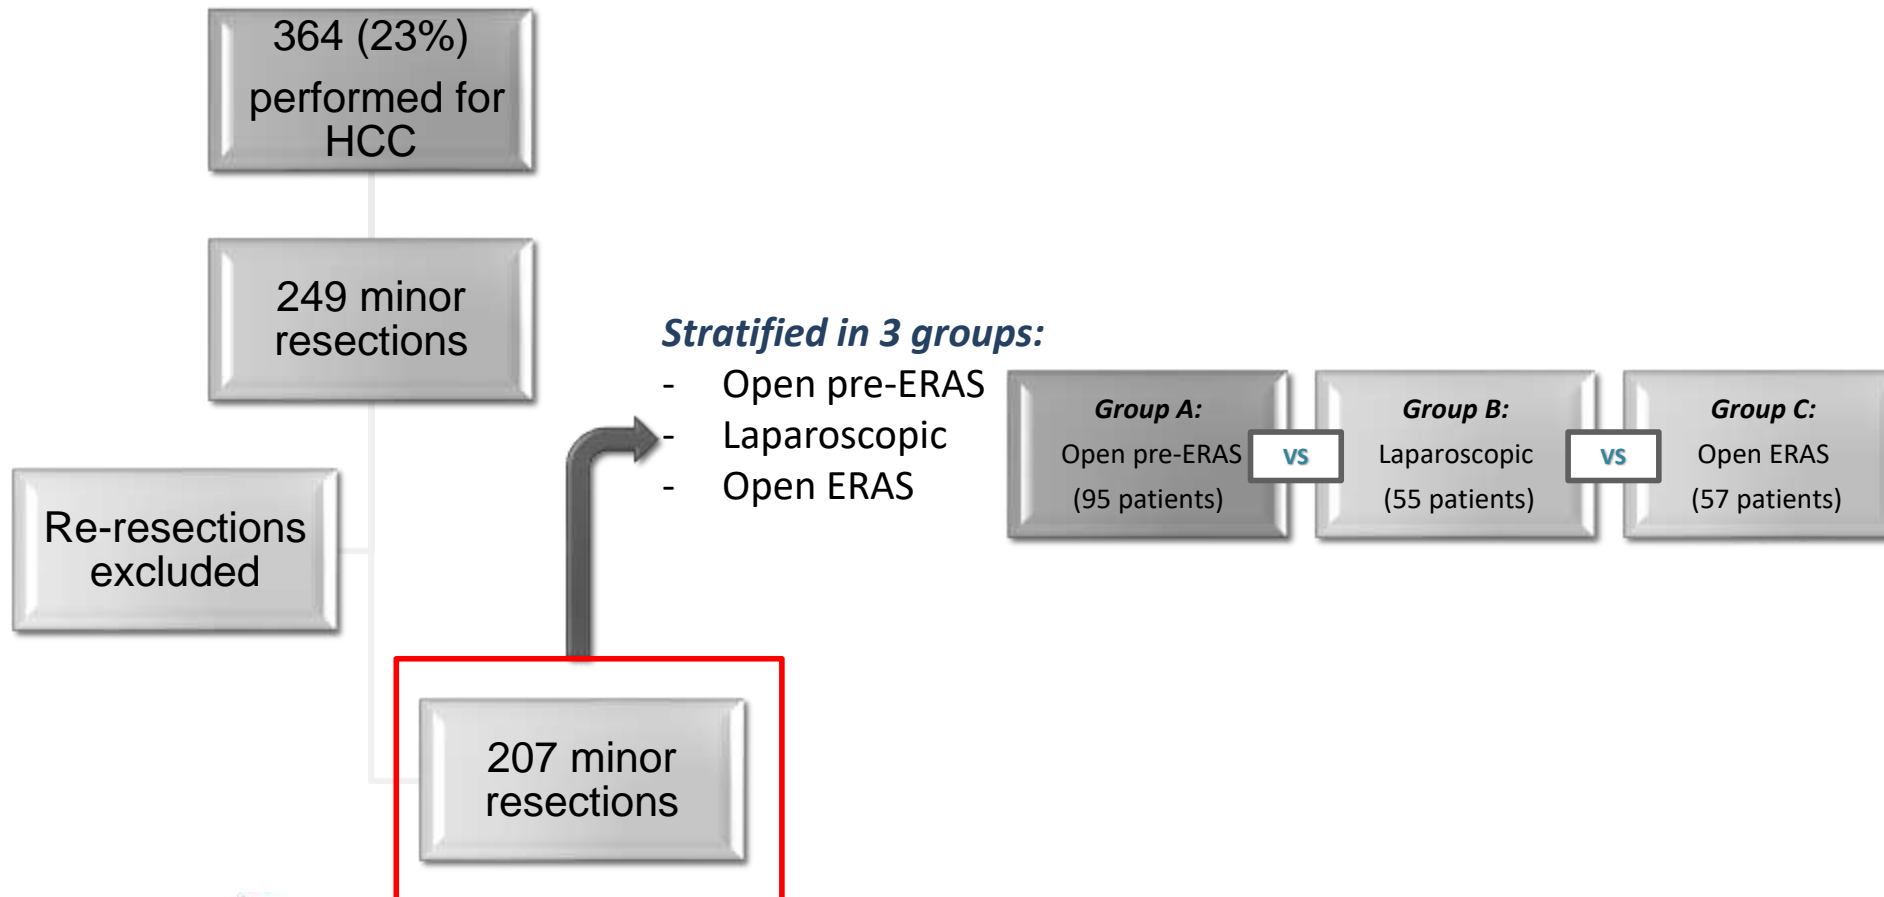 364 (23%)
performed for
HCC
249 minor
resections
Re-resections
excluded
207 minor
resections
Stratified in 3 groups:
- Open pre-ERAS
- Laparoscopic
- Open ERAS
Group A:
Open pre-ERAS
(95 patients)
vs
Group B:
Laparoscopic
(55 patients)
vs
Group C:
Open ERAS
(57 patients)